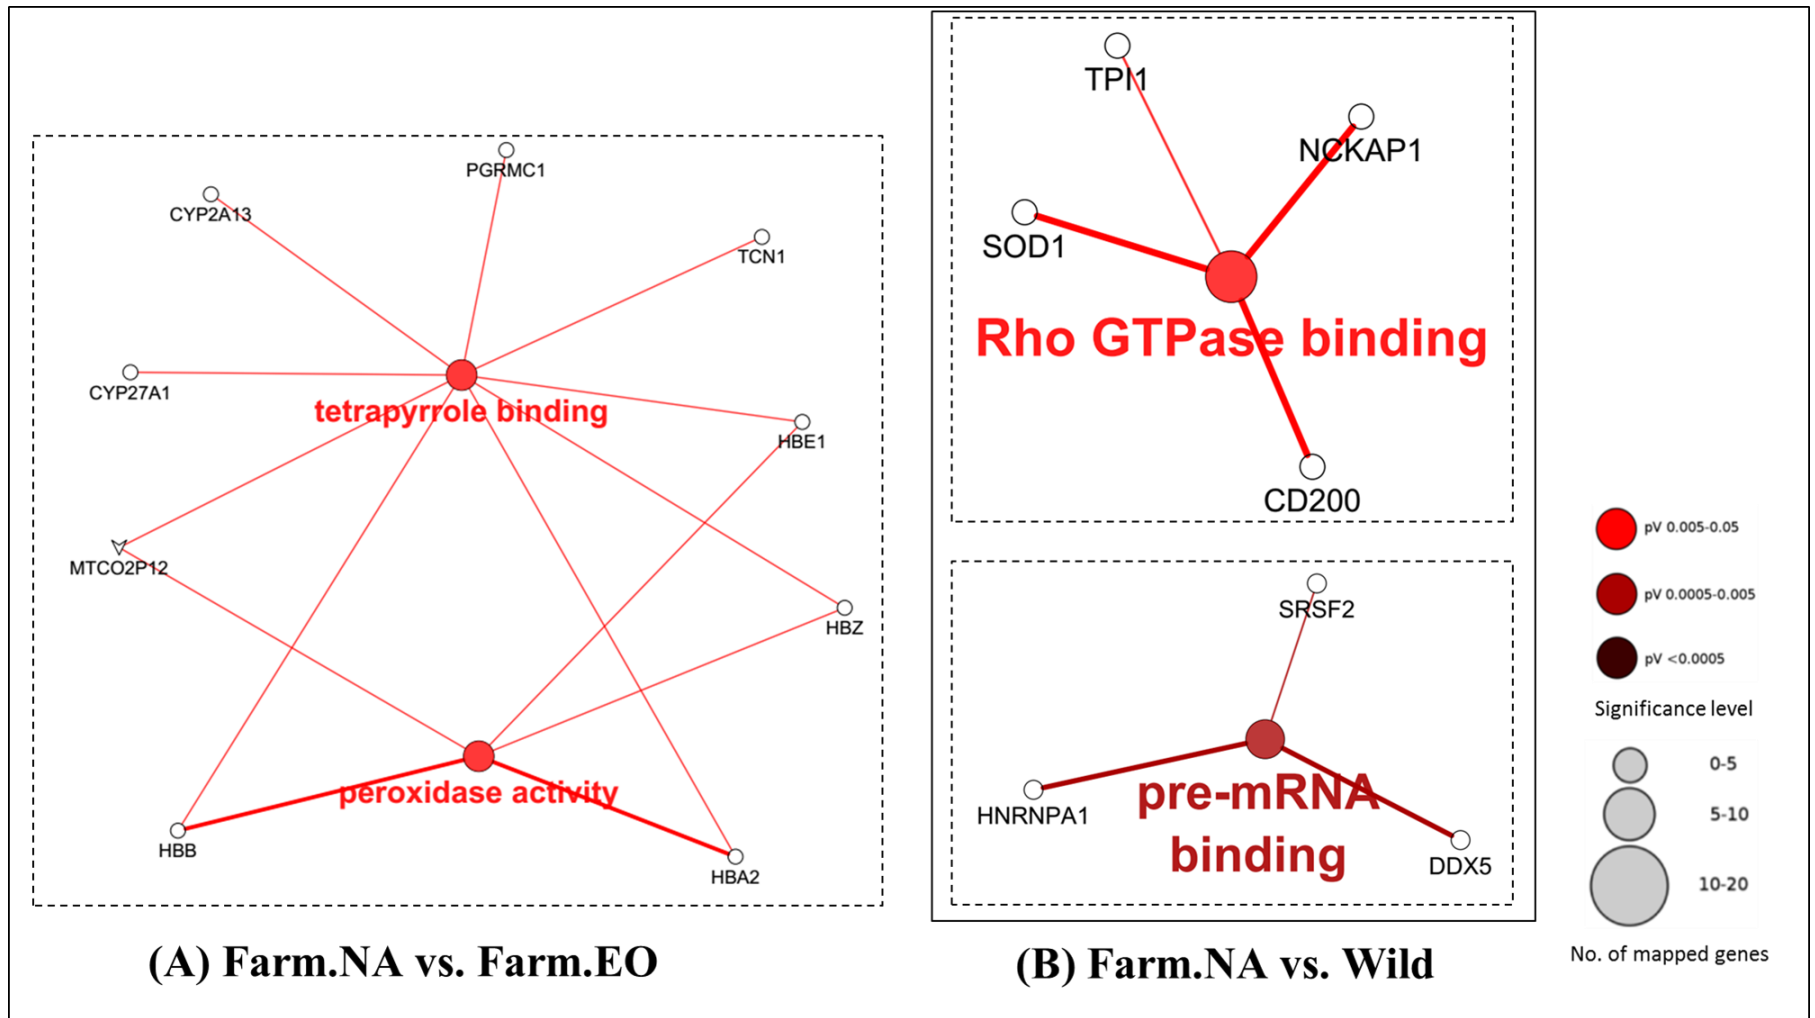 PGRMC1
CYP2A13
TCN1
CYP27A1
tetrapyrrole binding
HBE1
MTCO2P12
HBZ
peroxidase activity
HBB
HBA2
(A) Farm.NA vs. Farm.EO
TPI1
NCKAP1
SOD1
Rho GTPase binding
CD200
SRSF2
HNRNPA1
pre-mRNA
binding
DDX5
(B) Farm.NA vs. Wild
pV 0.005-0.05
pV 0.0005-0.005
pV <0.0005
Significance level
0-5
5-10
10-20
No. of mapped genes